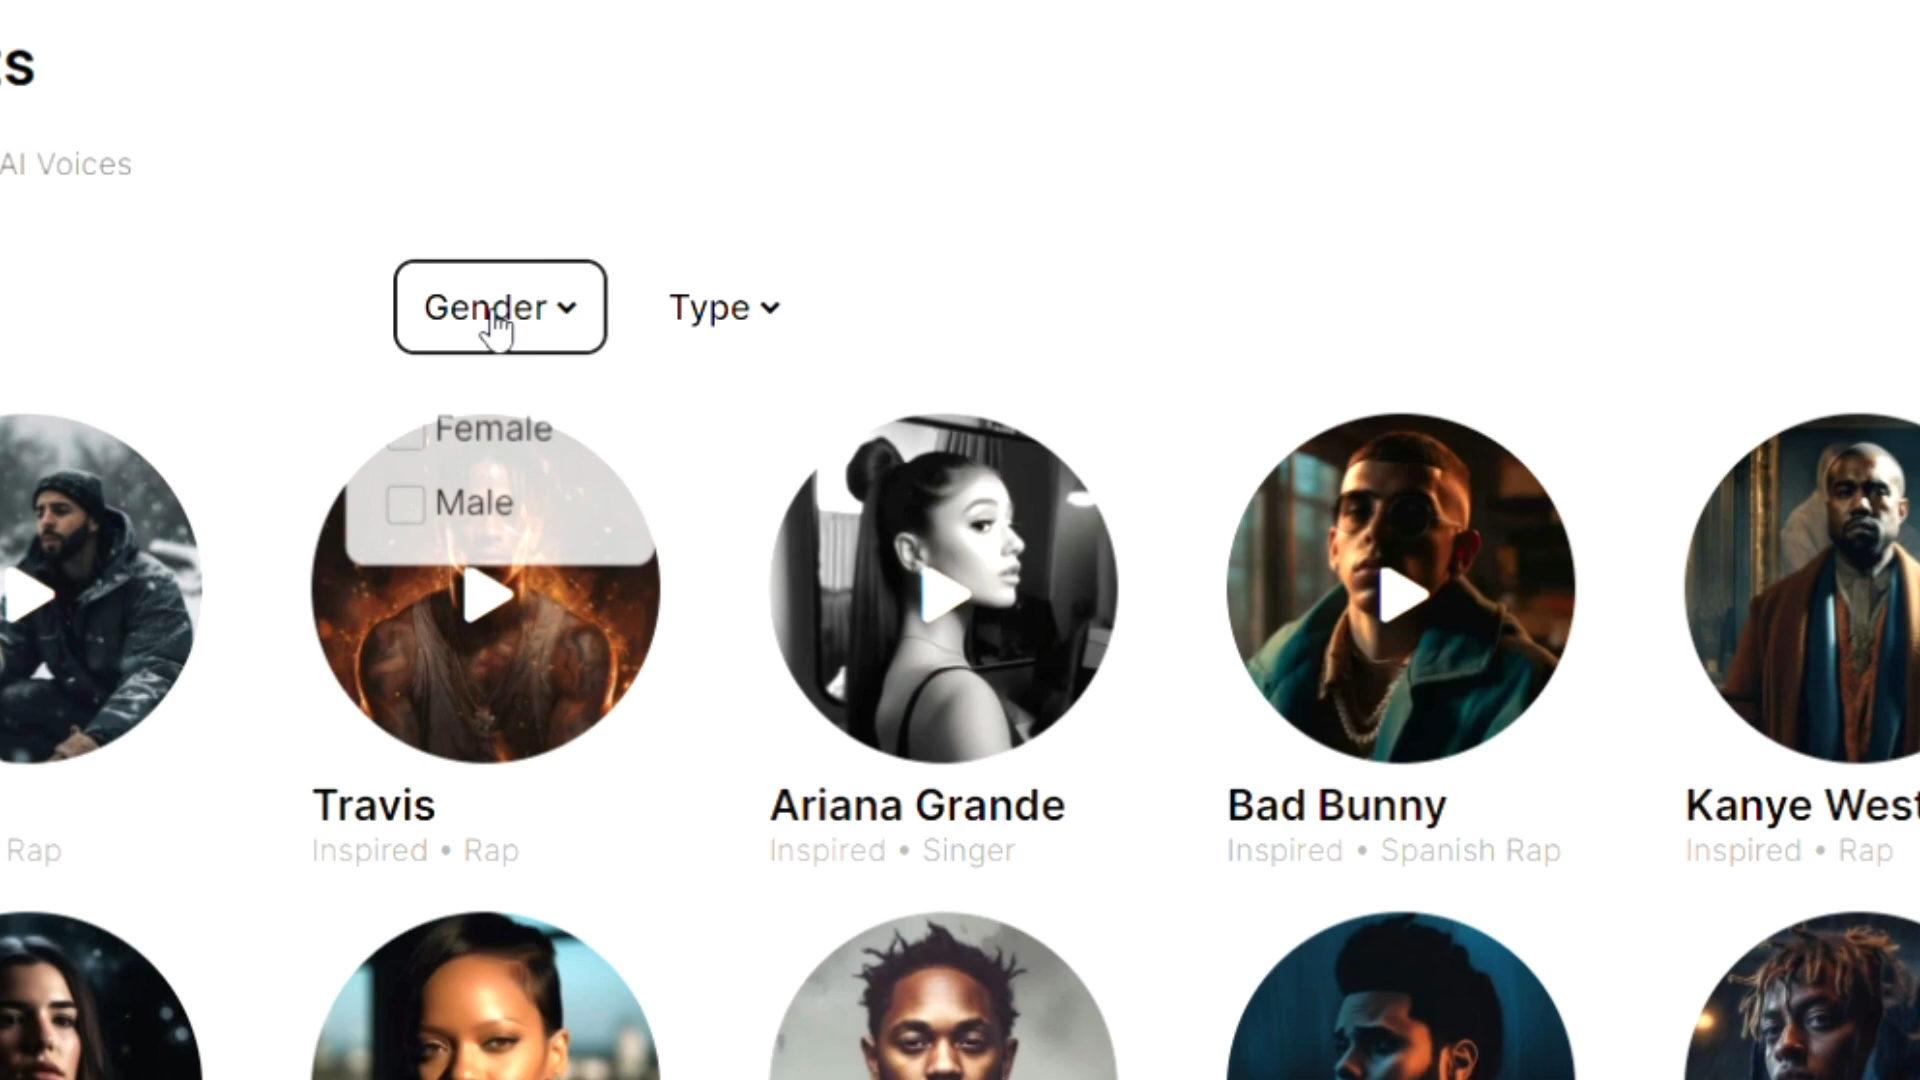 ts
AI Voices
Gender
Type
Female
Male
Travis
Ariana Grande
Bad Bunny
Kanye West
Rap
Inspired • Rap
Inspired • Singer
Inspired • Spanish Rap
Inspired • Rap